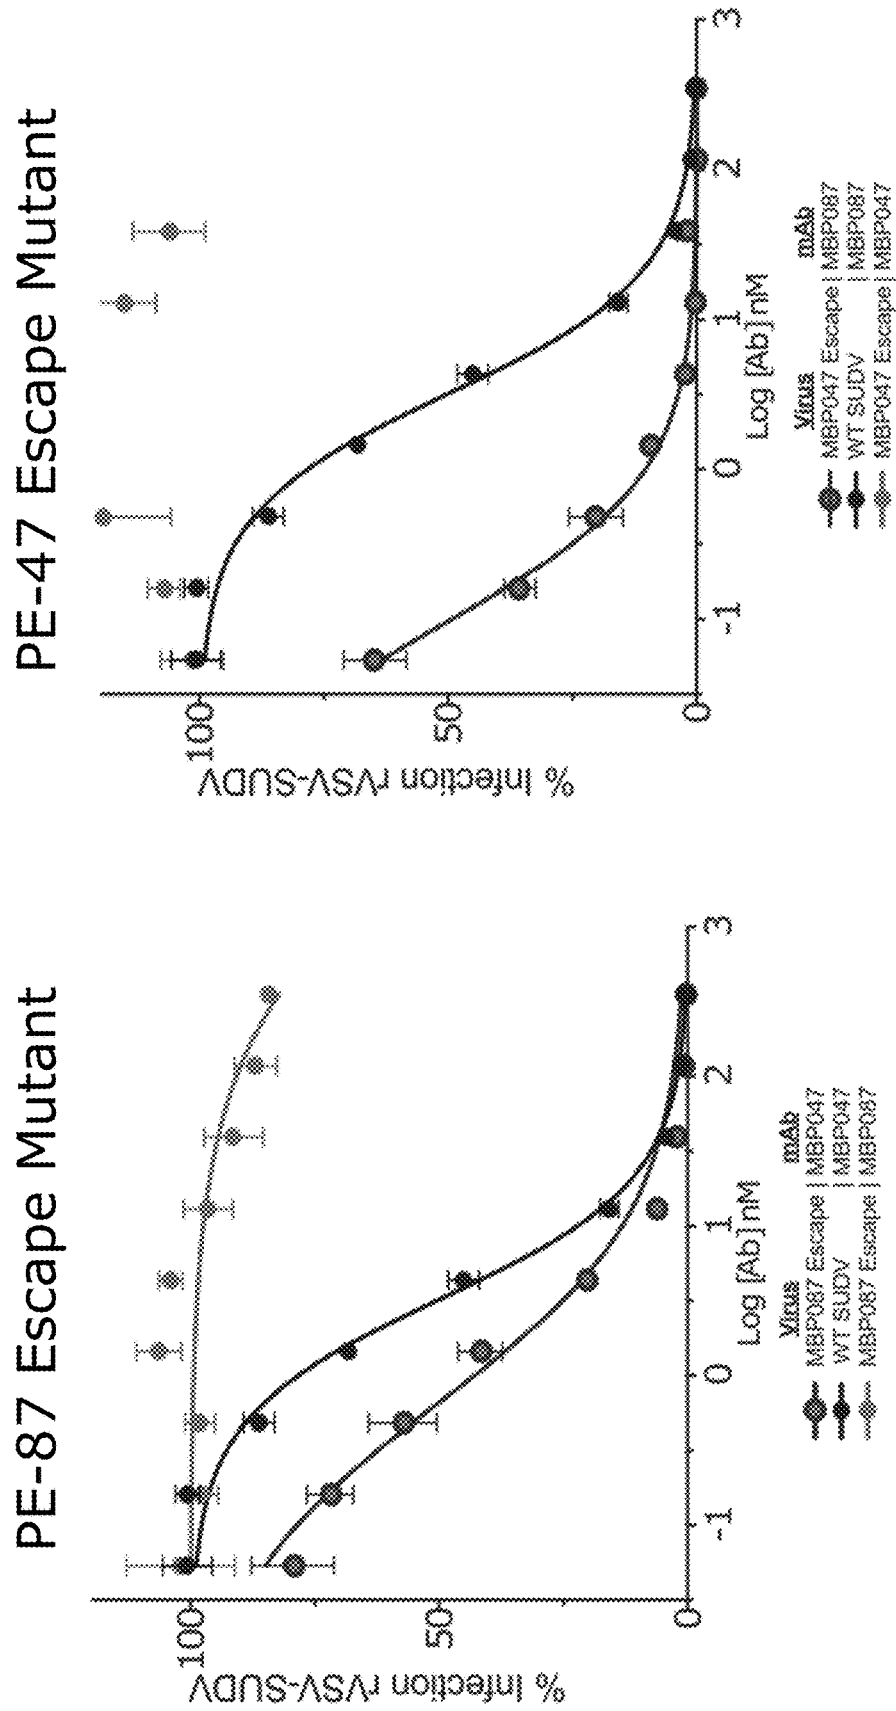 PE-87 Escape Mutant
% Infection rVSV-SUDV
100
50
0
-1
0
1
2
3
Log [Ab]nM
Virus mAb
MBP087 Escape | MBP047
WT SUDV | MBP047
MBP087 Escape | MBP087
PE-47 Escape Mutant
% Infection rVSV-SUDV
100
50
0
-1
0
1
2
3
Log [Ab]nM
Virus mAb
MBP047 Escape | MBP087
WT SUDV | MBP087
MBP047 Escape | MBP047